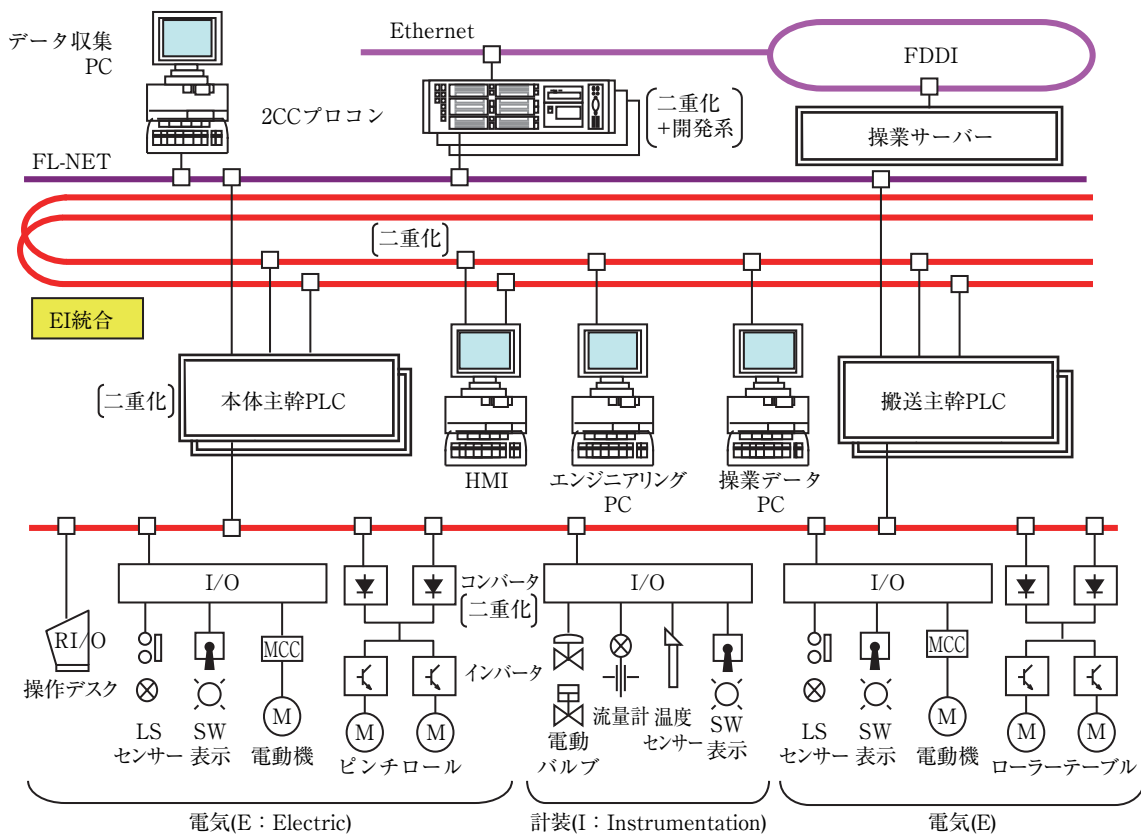 データ収集
PC
Ethernet
FDDI
2CCプロコン
二重化
+開発系
操業サーバー
FL-NET
二重化
EI統合
二重化
本体主幹PLC
搬送主幹PLC
HMI
エンジニアリング
PC
操業データ
PC
I/O
コンバータ
二重化
I/O
I/O
RI/O
操作デスク
MCC
インバータ
MCC
M
M
M
M
M
M
LS
センサー
SW
表示
電動機
ピンチロール
電動
バルブ
流量計
温度
センサー
SW
表示
LS
センサー
SW
表示
電動機
ローラーテーブル
電気(E：Electric)
計装(I：Instrumentation)
電気(E)